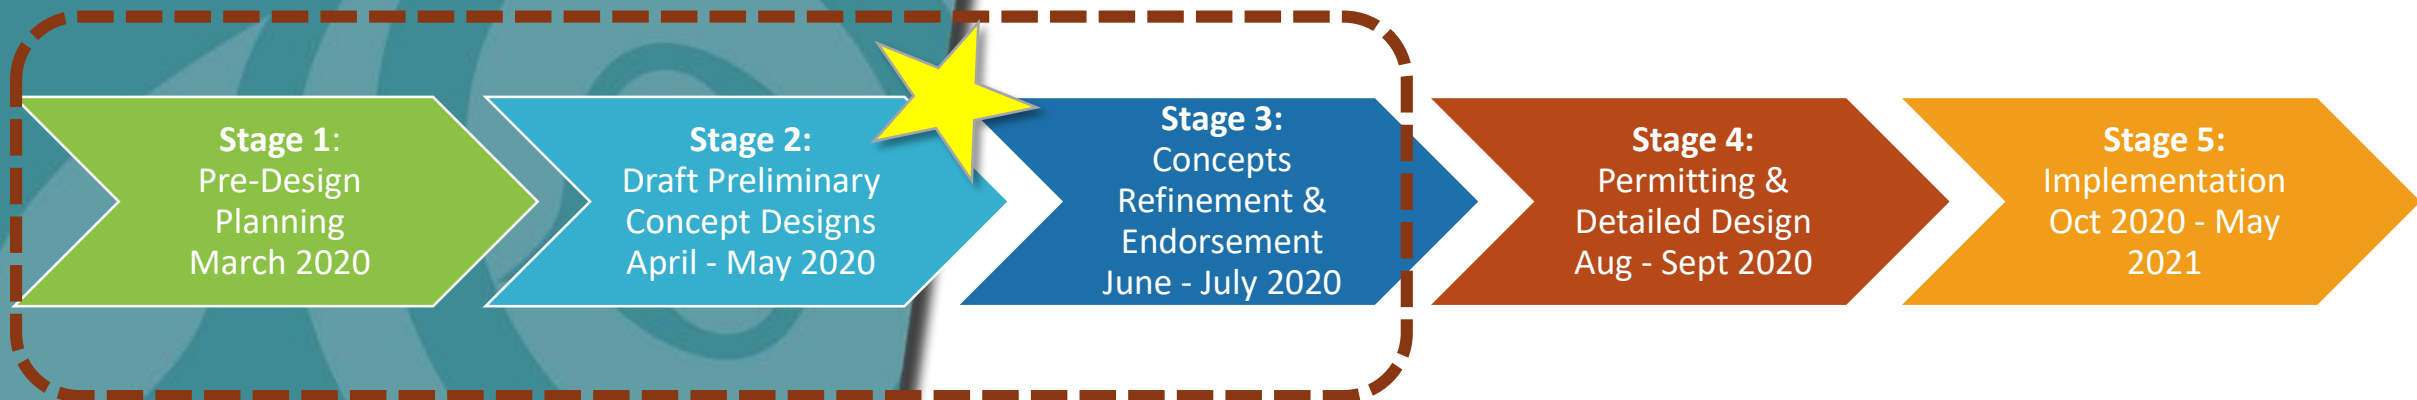 Stage 1:
Pre-Design
Planning
March 2020
Stage 2:
Draft Preliminary
Concept Designs
April - May 2020
Stage 3:
Concepts
Refinement &
Endorsement
June - July 2020
Stage 4:
Permitting &
Detailed Design
Aug - Sept 2020
Stage 5:
Implementation
Oct 2020 - May
2021